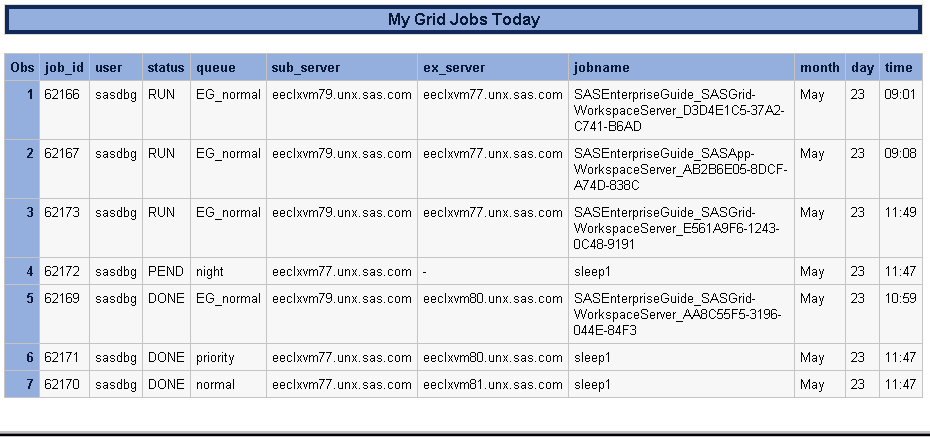 My Grid Jobs Today
Obs job_id user status queue sub_server ex_server jobname month day time
1 62166 sasdbg RUN EG_normal eeclxvm79.unx.sas.com eeclxvm77.unx.sas.com SASEnterpriseGuide_SASGrid- May 23 09:01
WorkspaceServer_D3D4E1C5-37A2-
C741-B6AD
2 62167 sasdbg RUN EG_normal eeclxvm79.unx.sas.com eeclxvm77.unx.sas.com SASEnterpriseGuide_SASApp- May 23 09:08
WorkspaceServer_AB2B6E05-8DCF-
A74D-838C
3 62173 sasdbg RUN EG_normal eeclxvm79.unx.sas.com eeclxvm77.unx.sas.com SASEnterpriseGuide_SASGrid- May 23 11:49
WorkspaceServer_E561A9F6-1243-
0C48-9191
4 62172 sasdbg PEND night eeclxvm77.unx.sas.com - sleep1 May 23 11:47
5 62169 sasdbg DONE EG_normal eeclxvm79.unx.sas.com eeclxvm80.unx.sas.com SASEnterpriseGuide_SASGrid- May 23 10:59
WorkspaceServer_AA8C55F5-3196-
044E-84F3
6 62171 sasdbg DONE priority eeclxvm77.unx.sas.com eeclxvm80.unx.sas.com sleep1 May 23 11:47
7 62170 sasdbg DONE normal eeclxvm77.unx.sas.com eeclxvm81.unx.sas.com sleep1 May 23 11:47